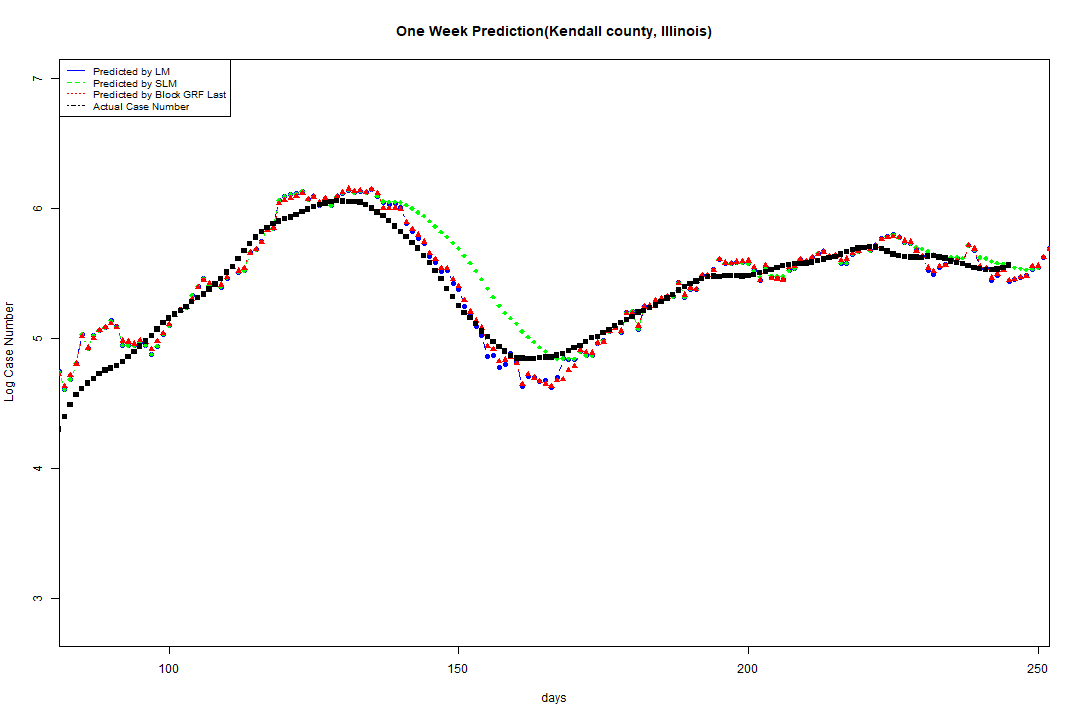 One Week Prediction(Kendall county, Illinois)
Predicted by LM
Predicted by SLM
Predicted by Block GRF Last
Actual Case Number
7
6
5
4
3
Log Case Number
100 150 200 250
days